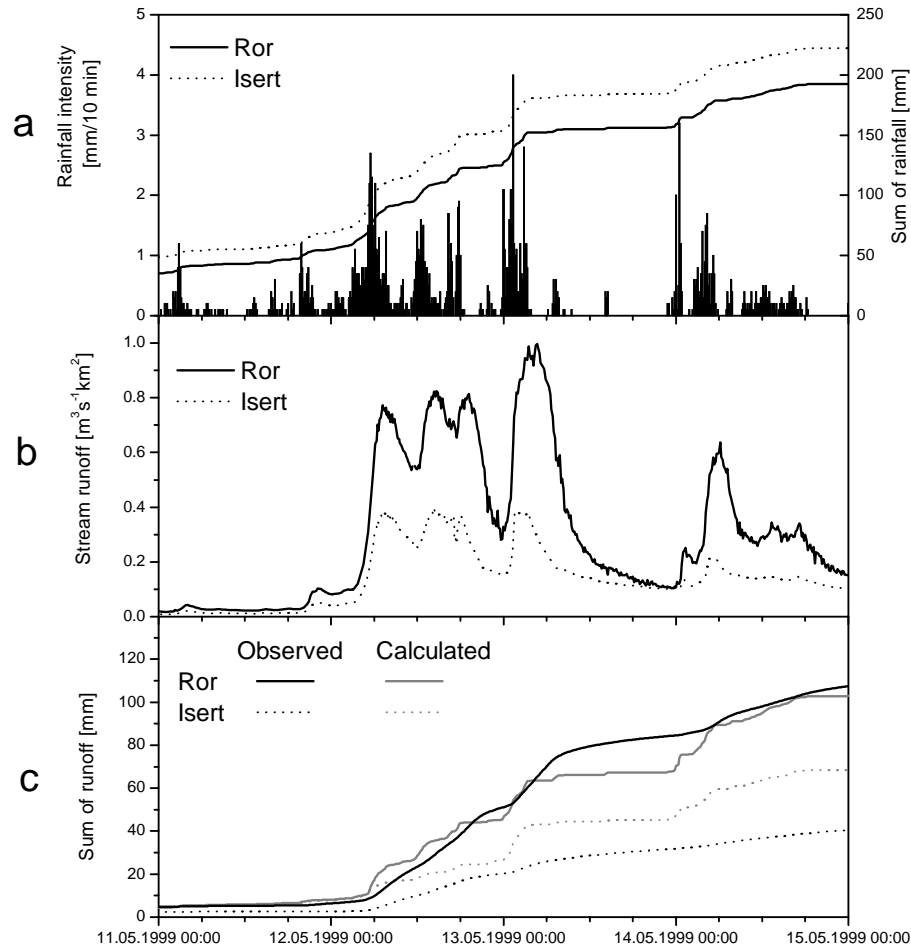 a
Rainfall intensity
[mm/10 min]
5
4
3
2
1
0
Ror
Isert
250
200
150
100
50
0
Sum of rainfall [mm]
b
Stream runoff [m³s⁻¹km²]
1.0
0.8
0.6
0.4
0.2
0.0
Ror
Isert
c
Sum of runoff [mm]
120
100
80
60
40
20
0
Observed Calculated
Ror
Isert
11.05.1999 00:00 12.05.1999 00:00 13.05.1999 00:00 14.05.1999 00:00 15.05.1999 00:00